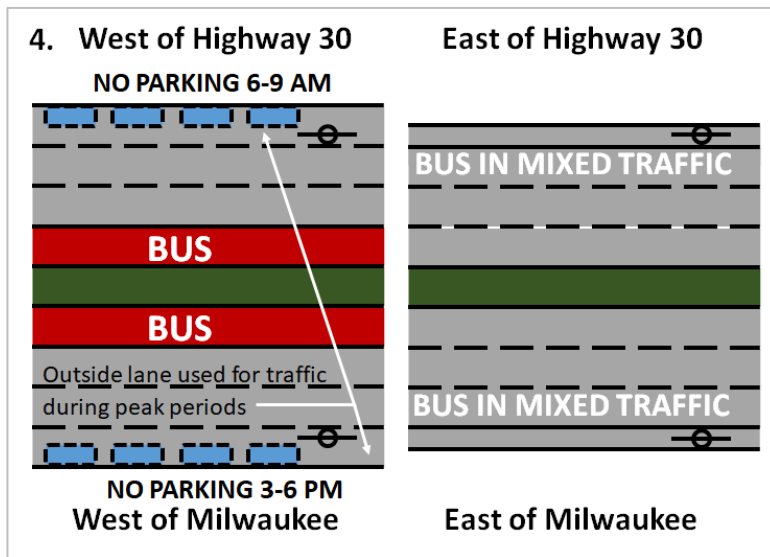 4. West of Highway 30
East of Highway 30
NO PARKING 6-9 AM
BUS
BUS
Outside lane used for traffic
during peak periods
NO PARKING 3-6 PM
West of Milwaukee
BUS IN MIXED TRAFFIC
BUS IN MIXED TRAFFIC
East of Milwaukee